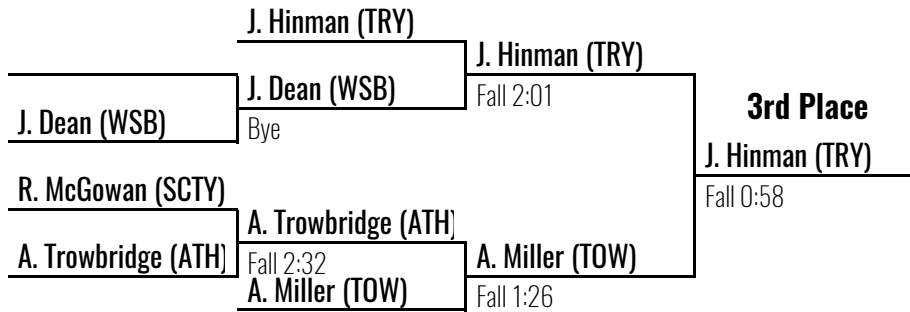 J. Hinman (TRY)
J. Hinman (TRY)
J. Dean (WSB)
Fall 2:01
3rd Place
J. Dean (WSB)
Bye
J. Hinman (TRY)
R. McGowan (SCTY)
Fall 0:58
A. Trowbridge (ATH)
A. Trowbridge (ATH)
Fall 2:32
A. Miller (TOW)
A. Miller (TOW)
Fall 1:26